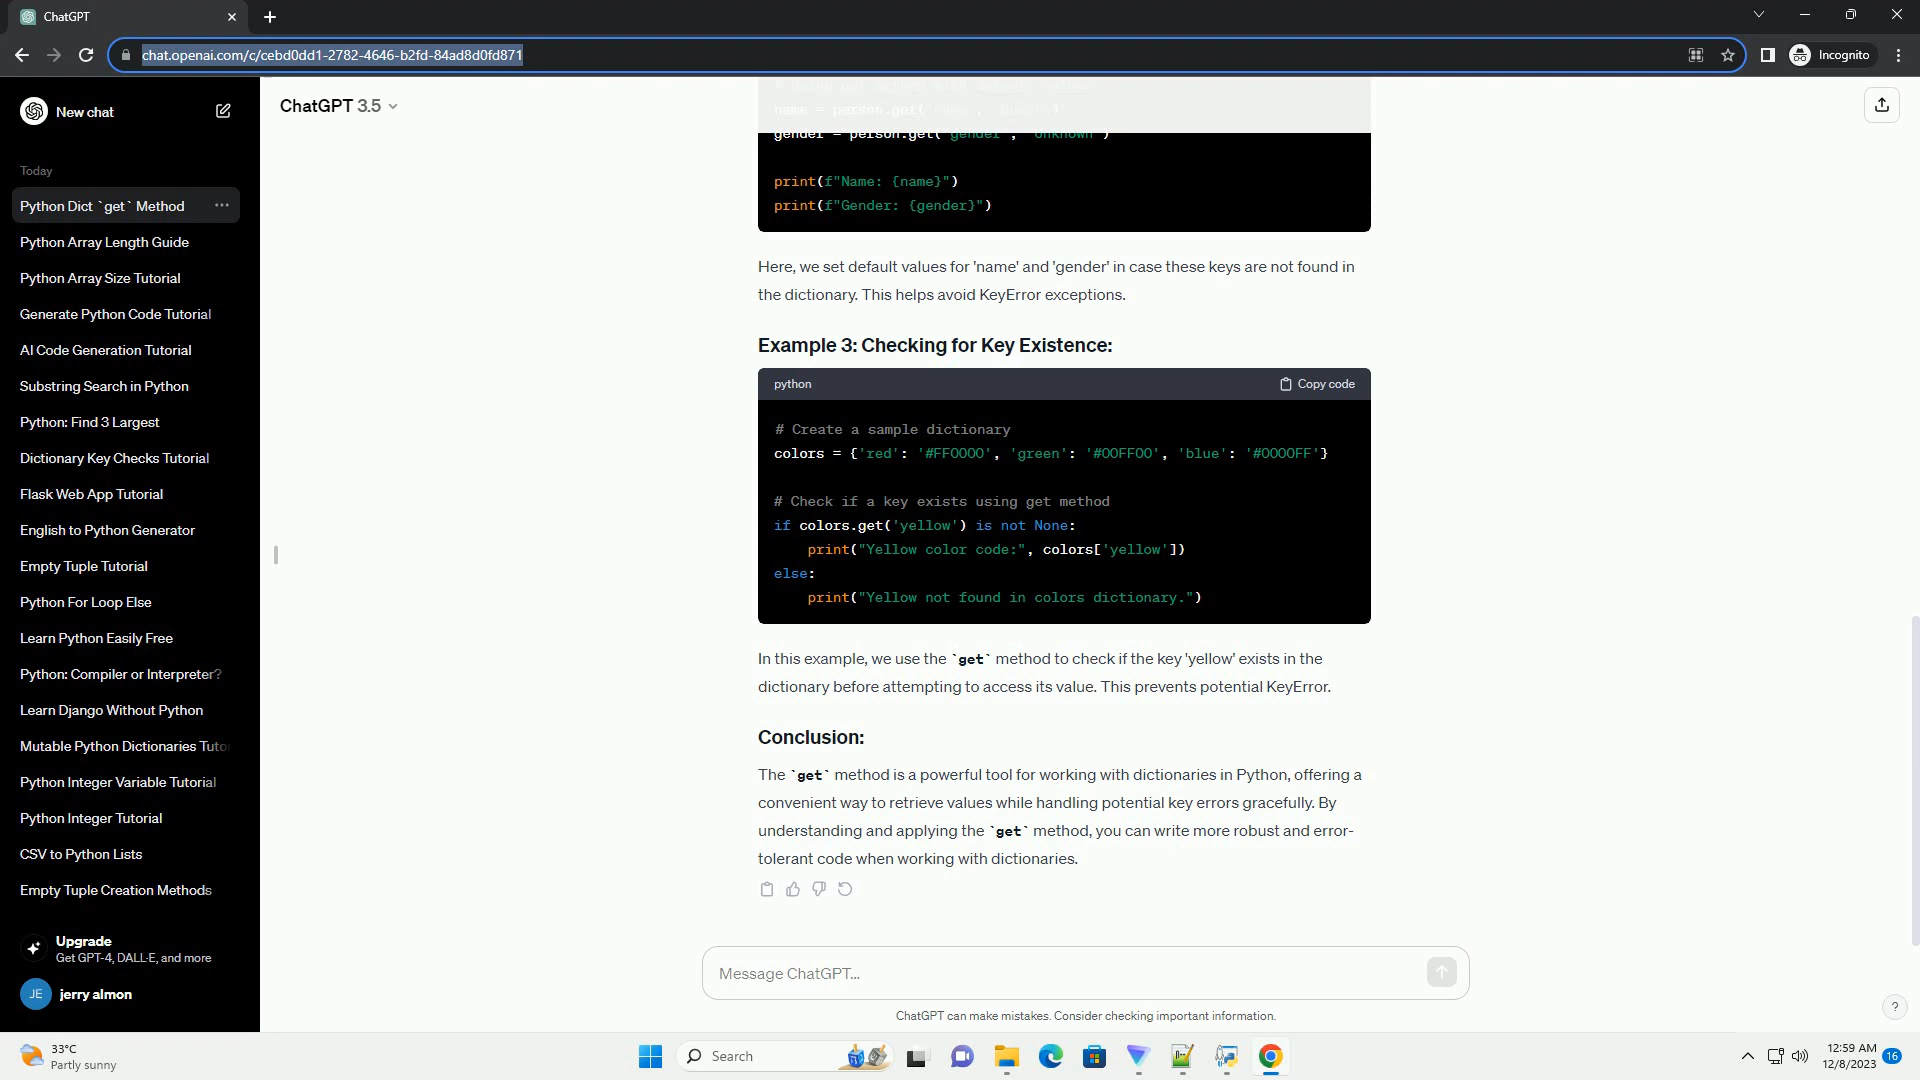 ChatGPT
chat.openai.com/c/cebd0dd1-2782-4646-b2fd-84ad8d0fd871
Incognito
New chat
Today
Python Dict `get` Method
Python Array Length Guide
Python Array Size Tutorial
Generate Python Code Tutorial
AI Code Generation Tutorial
Substring Search in Python
Python: Find 3 Largest
Dictionary Key Checks Tutorial
Flask Web App Tutorial
English to Python Generator
Empty Tuple Tutorial
Python For Loop Else
Learn Python Easily Free
Python: Compiler or Interpreter?
Learn Django Without Python
Mutable Python Dictionaries Tuto
Python Integer Variable Tutorial
Python Integer Tutorial
CSV to Python Lists
Empty Tuple Creation Methods
Upgrade
Get GPT-4, DALL·E, and more
JE jerry almon
ChatGPT 3.5
name = person.get(
gender = person.get('gender', 'Unknown')
print(f"Name: {name}")
print(f"Gender: {gender}")
Here, we set default values for 'name' and 'gender' in case these keys are not found in
the dictionary. This helps avoid KeyError exceptions.
Example 3: Checking for Key Existence:
python Copy code
# Create a sample dictionary
colors = {'red': '#FF0000', 'green': '#00FF00', 'blue': '#0000FF'}
# Check if a key exists using get method
if colors.get('yellow') is not None:
print("Yellow color code:", colors['yellow'])
else:
print("Yellow not found in colors dictionary.")
In this example, we use the `get` method to check if the key 'yellow' exists in the
dictionary before attempting to access its value. This prevents potential KeyError.
Conclusion:
The `get` method is a powerful tool for working with dictionaries in Python, offering a
convenient way to retrieve values while handling potential key errors gracefully. By
understanding and applying the `get` method, you can write more robust and error-
tolerant code when working with dictionaries.
Message ChatGPT...
ChatGPT can make mistakes. Consider checking important information.
?
33°C
Partly sunny
Search
12:59 AM
12/8/2023
16